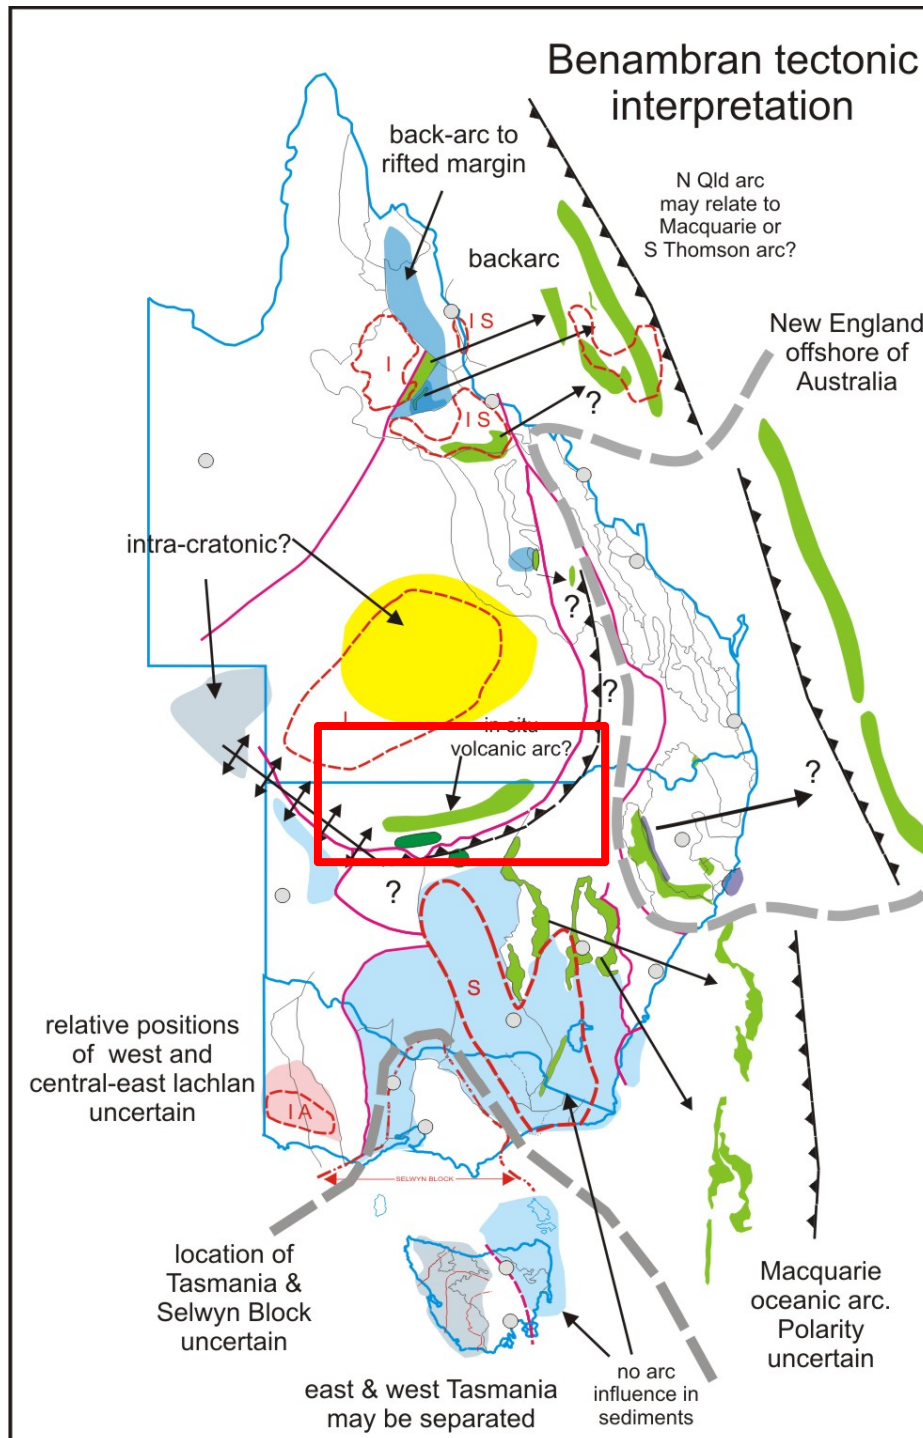 Benambran tectonic
interpretation
back-arc to
rifted margin
N Qld arc
may relate to
Macquarie or
S Thomson arc?
backarc
I S
New England
offshore of
Australia
I
?
I S
intra-cratonic?
?
?
I
in situ
volcanic arc?
?
?
S
relative positions
of west and
central-east lachlan
uncertain
I A
SELWYN BLOCK
location of
Tasmania &
Selwyn Block
uncertain
Macquarie
oceanic arc.
Polarity
uncertain
no arc
influence in
sediments
east & west Tasmania
may be separated